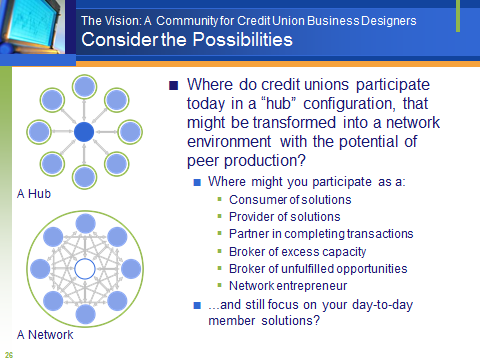 The Vision: A Community for Credit Union Business Designers
Consider the Possibilities
Where do credit unions participate
today in a “hub” configuration, that
might be transformed into a network
environment with the potential of
peer production?
Where might you participate as a:
Consumer of solutions
Provider of solutions
Partner in completing transactions
Broker of excess capacity
Broker of unfulfilled opportunities
Network entrepreneur
...and still focus on your day-to-day
member solutions?
A Hub
A Network
26